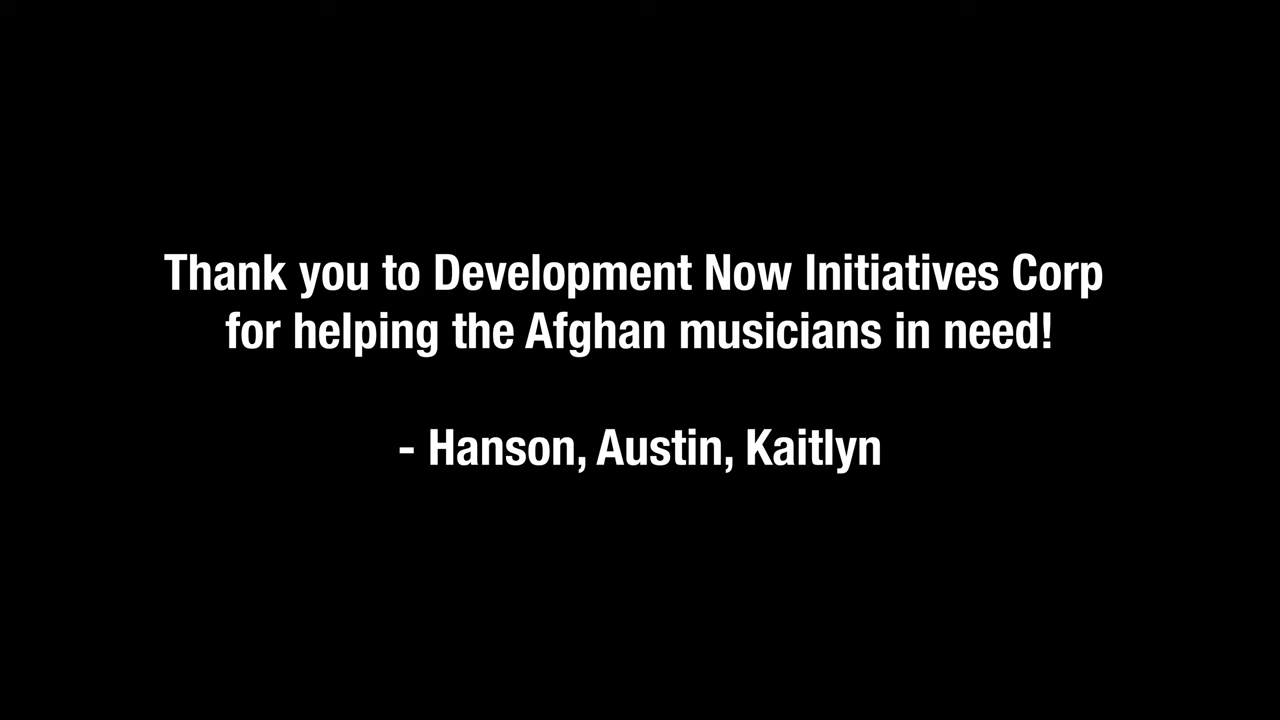 Thank you to Development Now Initiatives Corp
for helping the Afghan musicians in need!
- Hanson, Austin, Kaitlyn